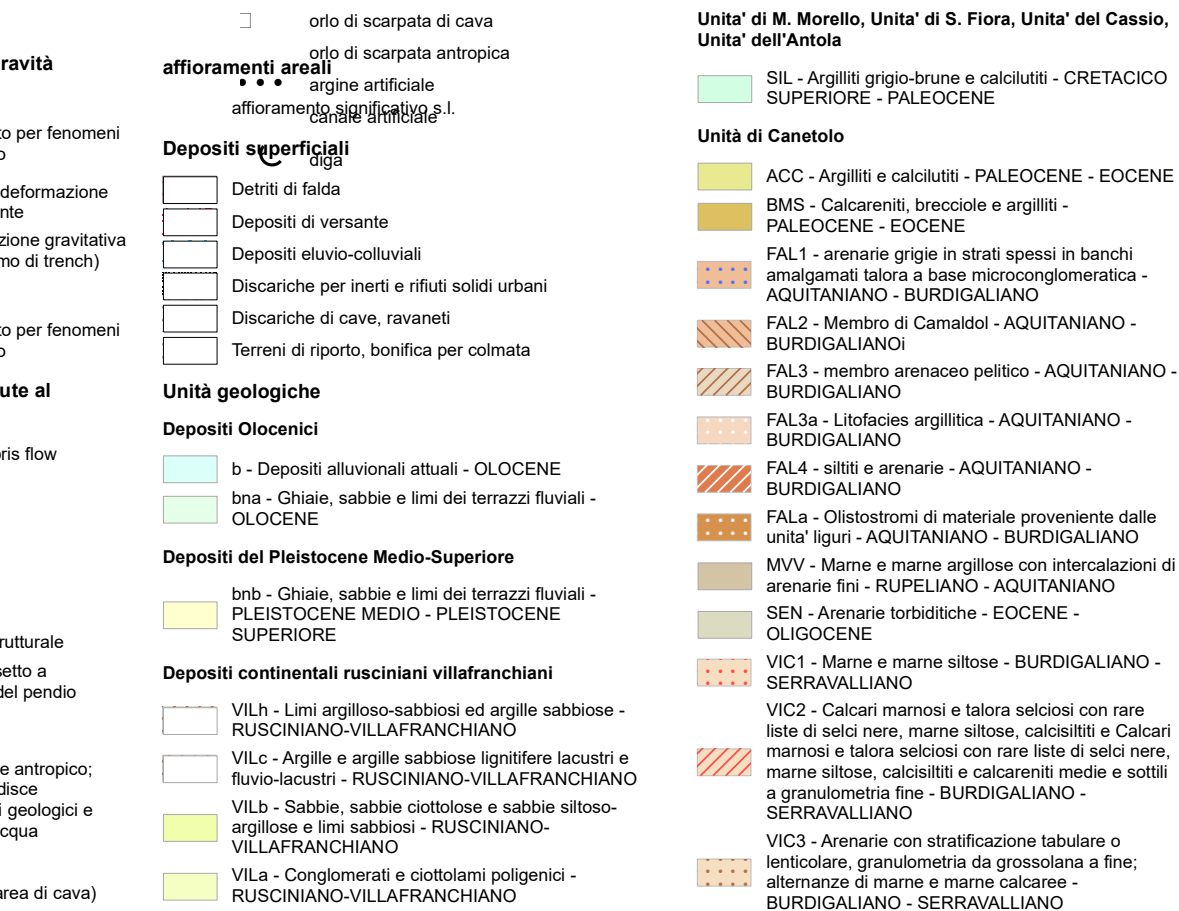 ravità
to per fenomeni
o
deformazione
nte
zione gravitativa
mo di trench)
to per fenomeni
o
ute al
ris flow
rutturale
setto a
del pendio
e antropico;
disce
i geologici e
cqua
area di cava)
orlo di scarpata di cava
orlo di scarpata antropica
affioramenti areali
argine artificiale
affioramento significativo s.l.
canale artificiale
Depositi superficiali
diga
Detriti di falda
Depositi di versante
Depositi eluvio-colluviali
Discariche per inerti e rifiuti solidi urbani
Discariche di cave, ravaneti
Terreni di riporto, bonifica per colmata
Unità geologiche
Depositi Olocenici
b - Depositi alluvionali attuali - OLOCENE
bna - Ghiaie, sabbie e limi dei terrazzi fluviali -
OLOCENE
Depositi del Pleistocene Medio-Superiore
bnb - Ghiaie, sabbie e limi dei terrazzi fluviali -
PLEISTOCENE MEDIO - PLEISTOCENE
SUPERIORE
Depositi continentali rusciniani villafranchiani
VILh - Limi argilloso-sabbiosi ed argille sabbiose -
RUSCINIANO-VILLAFRANCHIANO
VILc - Argille e argille sabbiose lignitifere lacustri e
fluvio-lacustri - RUSCINIANO-VILLAFRANCHIANO
VILb - Sabbie, sabbie ciottolose e sabbie siltoso-
argillose e limi sabbiosi - RUSCINIANO-
VILLAFRANCHIANO
VILa - Conglomerati e ciottolami poligenici -
RUSCINIANO-VILLAFRANCHIANO
Unita' di M. Morello, Unita' di S. Fiora, Unita' del Cassio,
Unita' dell'Antola
SIL - Argilliti grigio-brune e calcilutiti - CRETACICO
SUPERIORE - PALEOCENE
Unità di Canetolo
ACC - Argilliti e calcilutiti - PALEOCENE - EOCENE
BMS - Calcareniti, brecciole e argilliti -
PALEOCENE - EOCENE
FAL1 - arenarie grigie in strati spessi in banchi
amalgamati talora a base microconglomeratica -
AQUITANIANO - BURDIGALIANO
FAL2 - Membro di Camaldol - AQUITANIANO -
BURDIGALIANOi
FAL3 - membro arenaceo pelitico - AQUITANIANO -
BURDIGALIANO
FAL3a - Litofacies argillitica - AQUITANIANO -
BURDIGALIANO
FAL4 - siltiti e arenarie - AQUITANIANO -
BURDIGALIANO
FALa - Olistostromi di materiale proveniente dalle
unita' liguri - AQUITANIANO - BURDIGALIANO
MVV - Marne e marne argillose con intercalazioni di
arenarie fini - RUPELIANO - AQUITANIANO
SEN - Arenarie torbiditiche - EOCENE -
OLIGOCENE
VIC1 - Marne e marne siltose - BURDIGALIANO -
SERRAVALLIANO
VIC2 - Calcari marnosi e talora selciosi con rare
liste di selci nere, marne siltose, calcisiltiti e Calcari
marnosi e talora selciosi con rare liste di selci nere,
marne siltose, calcisiltiti e calcareniti medie e sottili
a granulometria fine - BURDIGALIANO -
SERRAVALLIANO
VIC3 - Arenarie con stratificazione tabulare o
lenticolare, granulometria da grossolana a fine;
alternanze di marne e marne calcaree -
BURDIGALIANO - SERRAVALLIANO